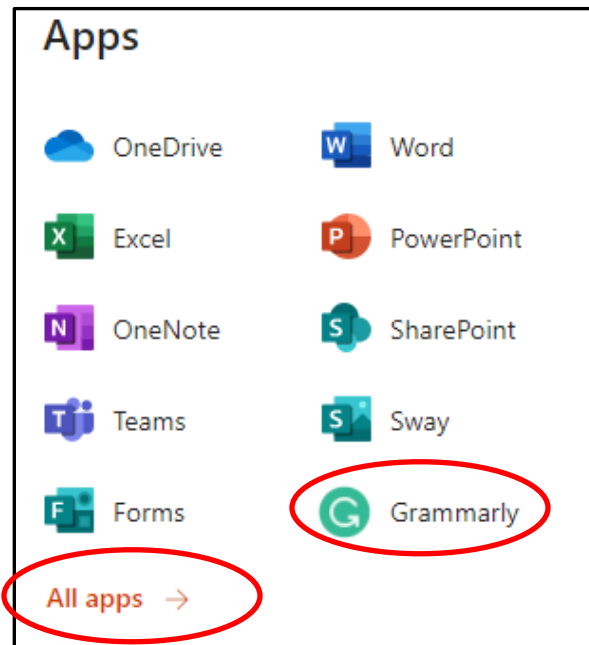 Apps
OneDrive
W Word
X Excel
P PowerPoint
N OneNote
S SharePoint
T Teams
S Sway
F Forms
G Grammarly
All apps →